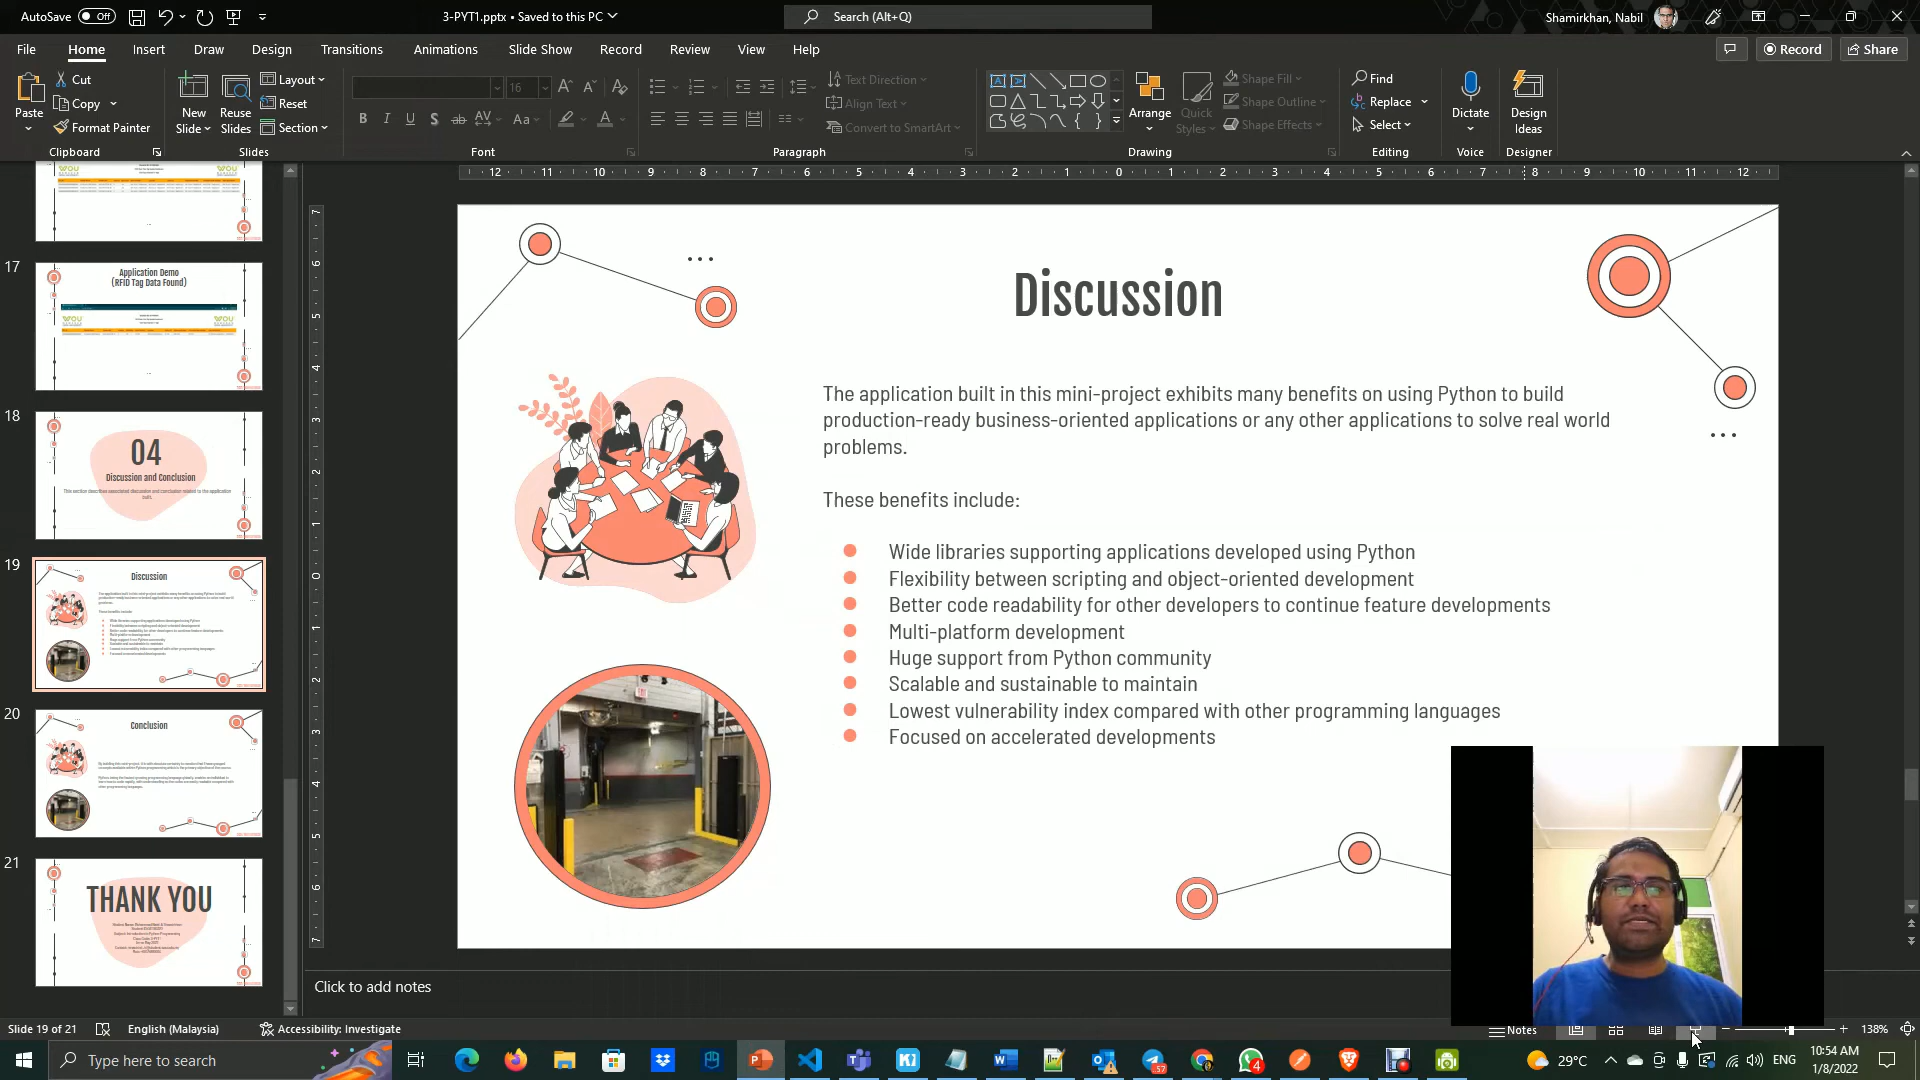 AutoSave Off
3-PYT1.pptx • Saved to this PC
Search (Alt+Q)
Shamirkhan, Nabil
File Home Insert Draw Design Transitions Animations Slide Show Record Review View Help
Record Share
Paste
Cut
Copy
Format Painter
Clipboard
New Slide
Reuse Slides
Layout
Reset
Section
Slides
16
Font
Text Direction
Align Text
Convert to SmartArt
Paragraph
Arrange
Quick Styles
Shape Fill
Shape Outline
Shape Effects
Drawing
Find
Replace
Select
Editing
Dictate
Voice
Design Ideas
Designer
17
Application Demo
(RFID Tag Data Found)
18
04
Discussion and Conclusion
19
Discussion
20
Conclusion
21
THANK YOU
Discussion
The application built in this mini-project exhibits many benefits on using Python to build
production-ready business-oriented applications or any other applications to solve real world
problems.
These benefits include:
Wide libraries supporting applications developed using Python
Flexibility between scripting and object-oriented development
Better code readability for other developers to continue feature developments
Multi-platform development
Huge support from Python community
Scalable and sustainable to maintain
Lowest vulnerability index compared with other programming languages
Focused on accelerated developments
Click to add notes
Slide 19 of 21 English (Malaysia) Accessibility: Investigate Notes 138%
Type here to search
29°C ENG 10:54 AM
1/8/2022